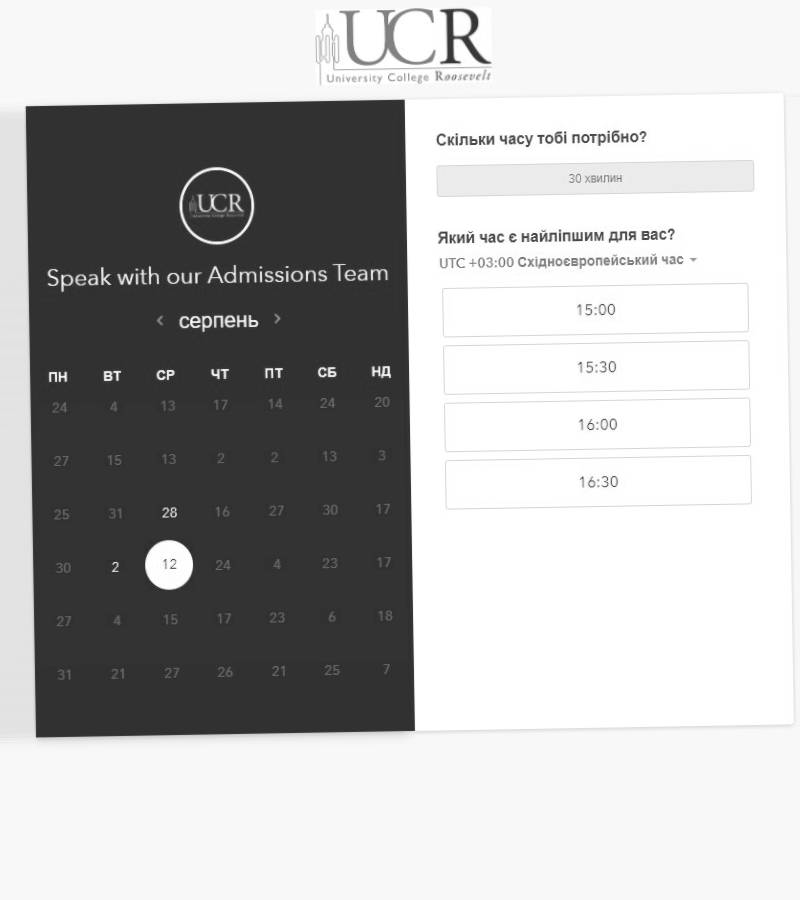 UCR
University College Roosevelt
UCR
Speak with our Admissions Team
серпень
ПН ВТ СР ЧТ ПТ СБ НД
24 4 13 17 14 24 20
27 15 13 2 2 13 3
25 31 28 16 27 30 17
30 2 12 24 4 23 17
27 4 15 17 23 6 18
31 21 27 26 21 25 7
Скільки часу тобі потрібно?
30 хвилин
Який час є найліпшим для вас?
UTC +03:00 Східноєвропейський час
15:00
15:30
16:00
16:30